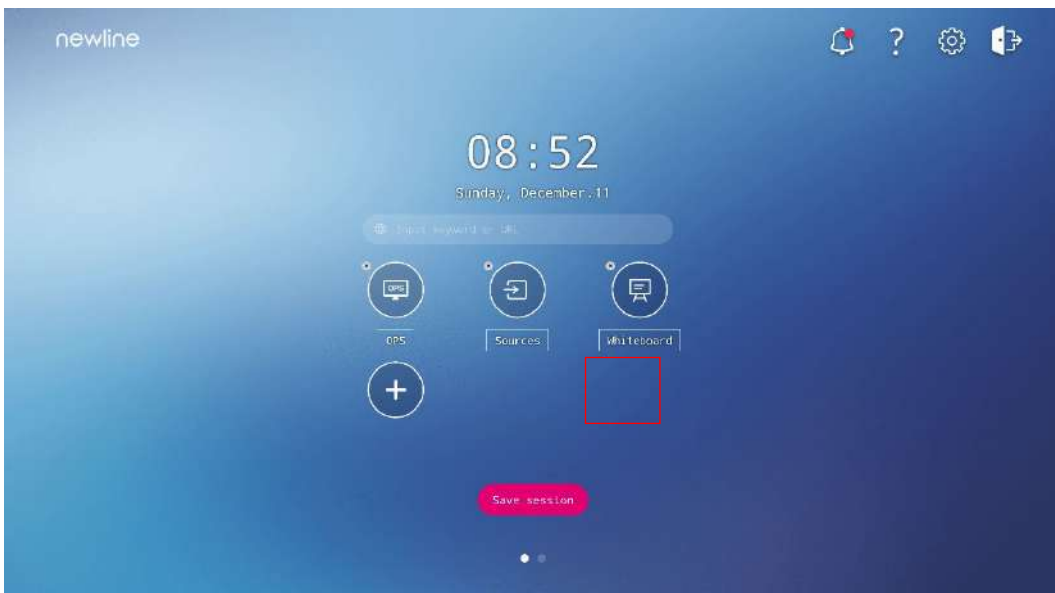 newline
?
08:52
Sunday, December.11
Input keyword or URL
OPS
OPS
Sources
Whiteboard
Save session